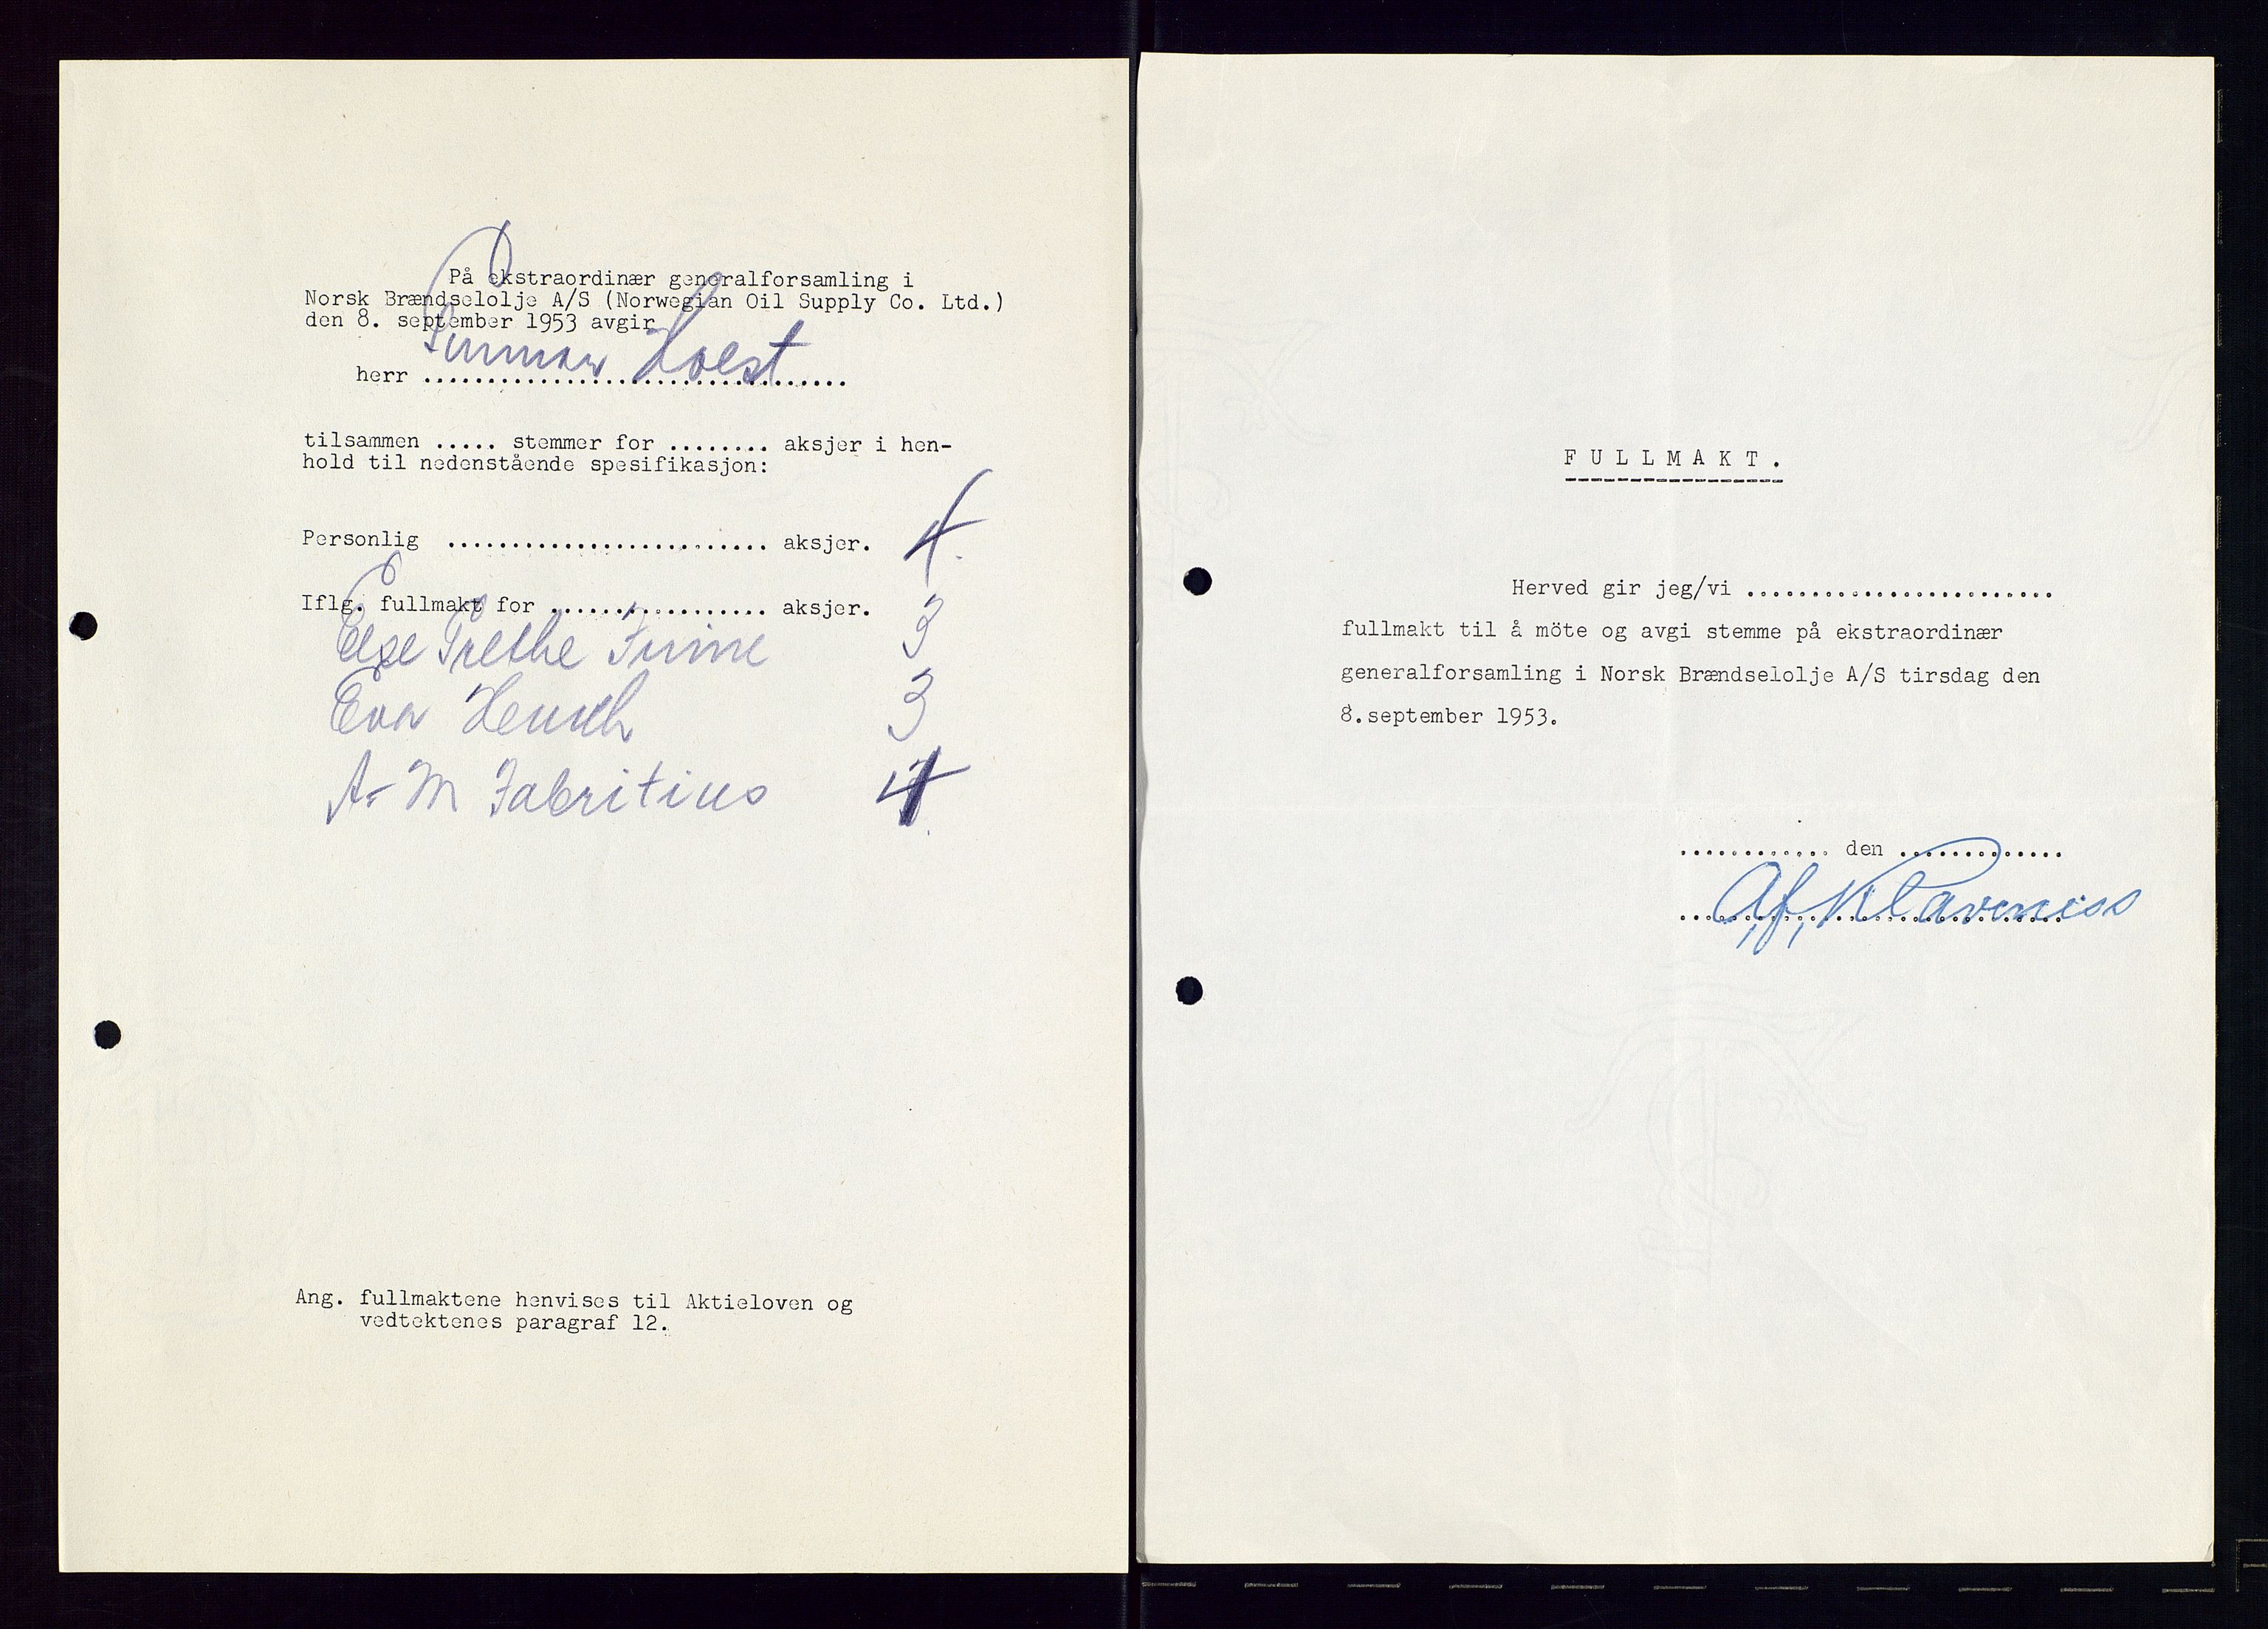 På ekstraordinær generalforsamling i
Norsk Brændselolje A/S (Norwegian Oil Supply Co. Ltd.)
den 8. september 1953 avgir
herr Gunnar Hoest
tilsammen ..... stemmer for ........ aksjer i hen-
hold til nedenstående spesifikasjon:
Personlig ......................... aksjer. 4
Iflg. fullmakt for ................. aksjer.
Else Grethe 3
Eva 3
A-M Fabritius 4
Ang. fullmaktene henvises til Aktieloven og
vedtektenes paragraf 12.
FULLMAKT.
Herved gir jeg/vi ........................
fullmakt til å möte og avgi stemme på ekstraordinær
generalforsamling i Norsk Brændselolje A/S tirsdag den
8.september 1953.
............ den .............
A,f, Klaveness